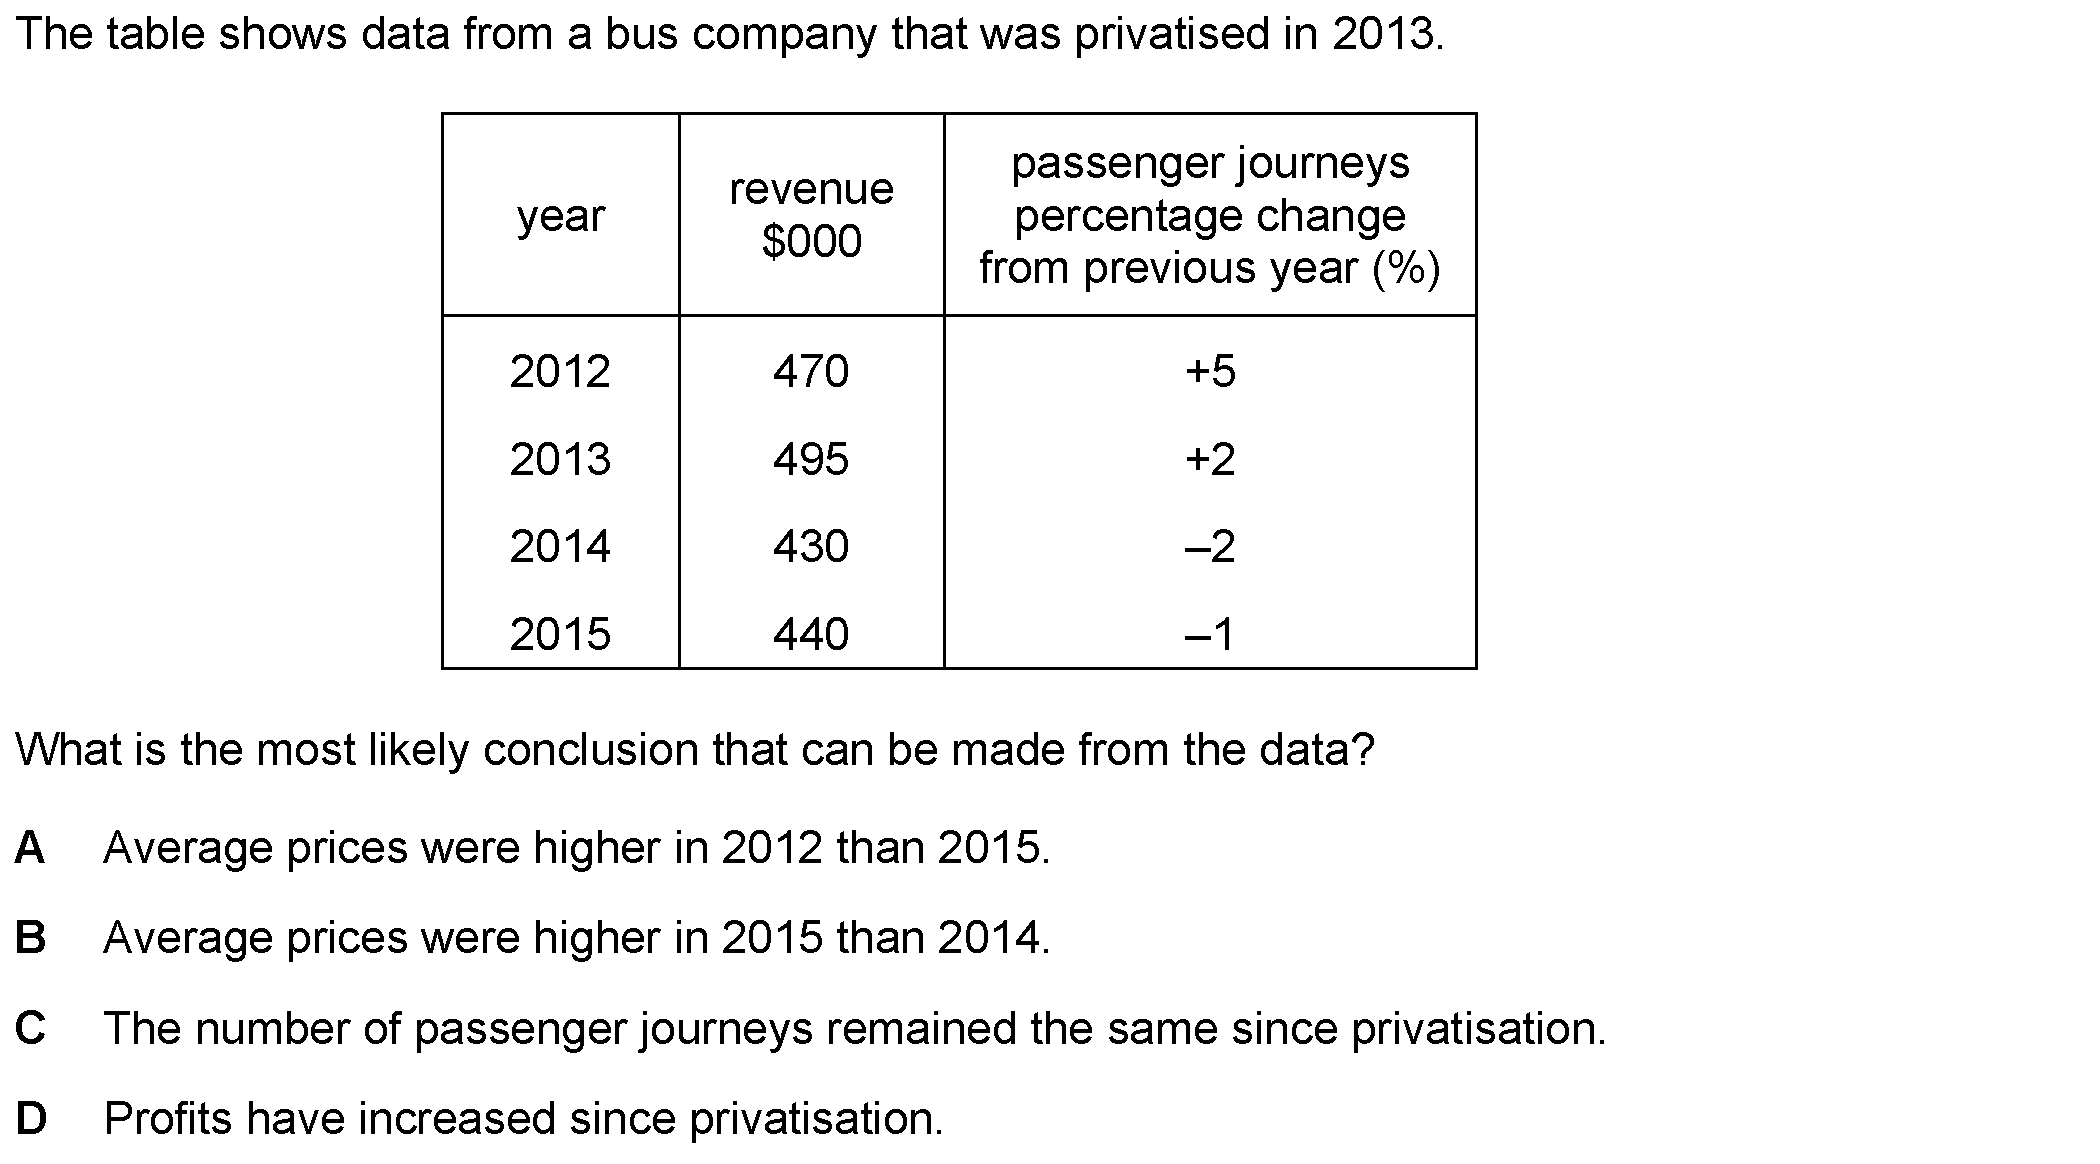 The table shows data from a bus company that was privatised in 2013.
year
revenue
$000
passenger journeys
percentage change
from previous year (%)
2012 470 +5
2013 495 +2
2014 430 –2
2015 440 –1
What is the most likely conclusion that can be made from the data?
A Average prices were higher in 2012 than 2015.
B Average prices were higher in 2015 than 2014.
C The number of passenger journeys remained the same since privatisation.
D Profits have increased since privatisation.